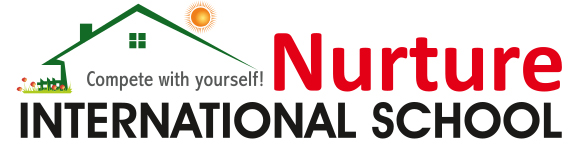 Compete with yourself! Nurture
INTERNATIONAL SCHOOL